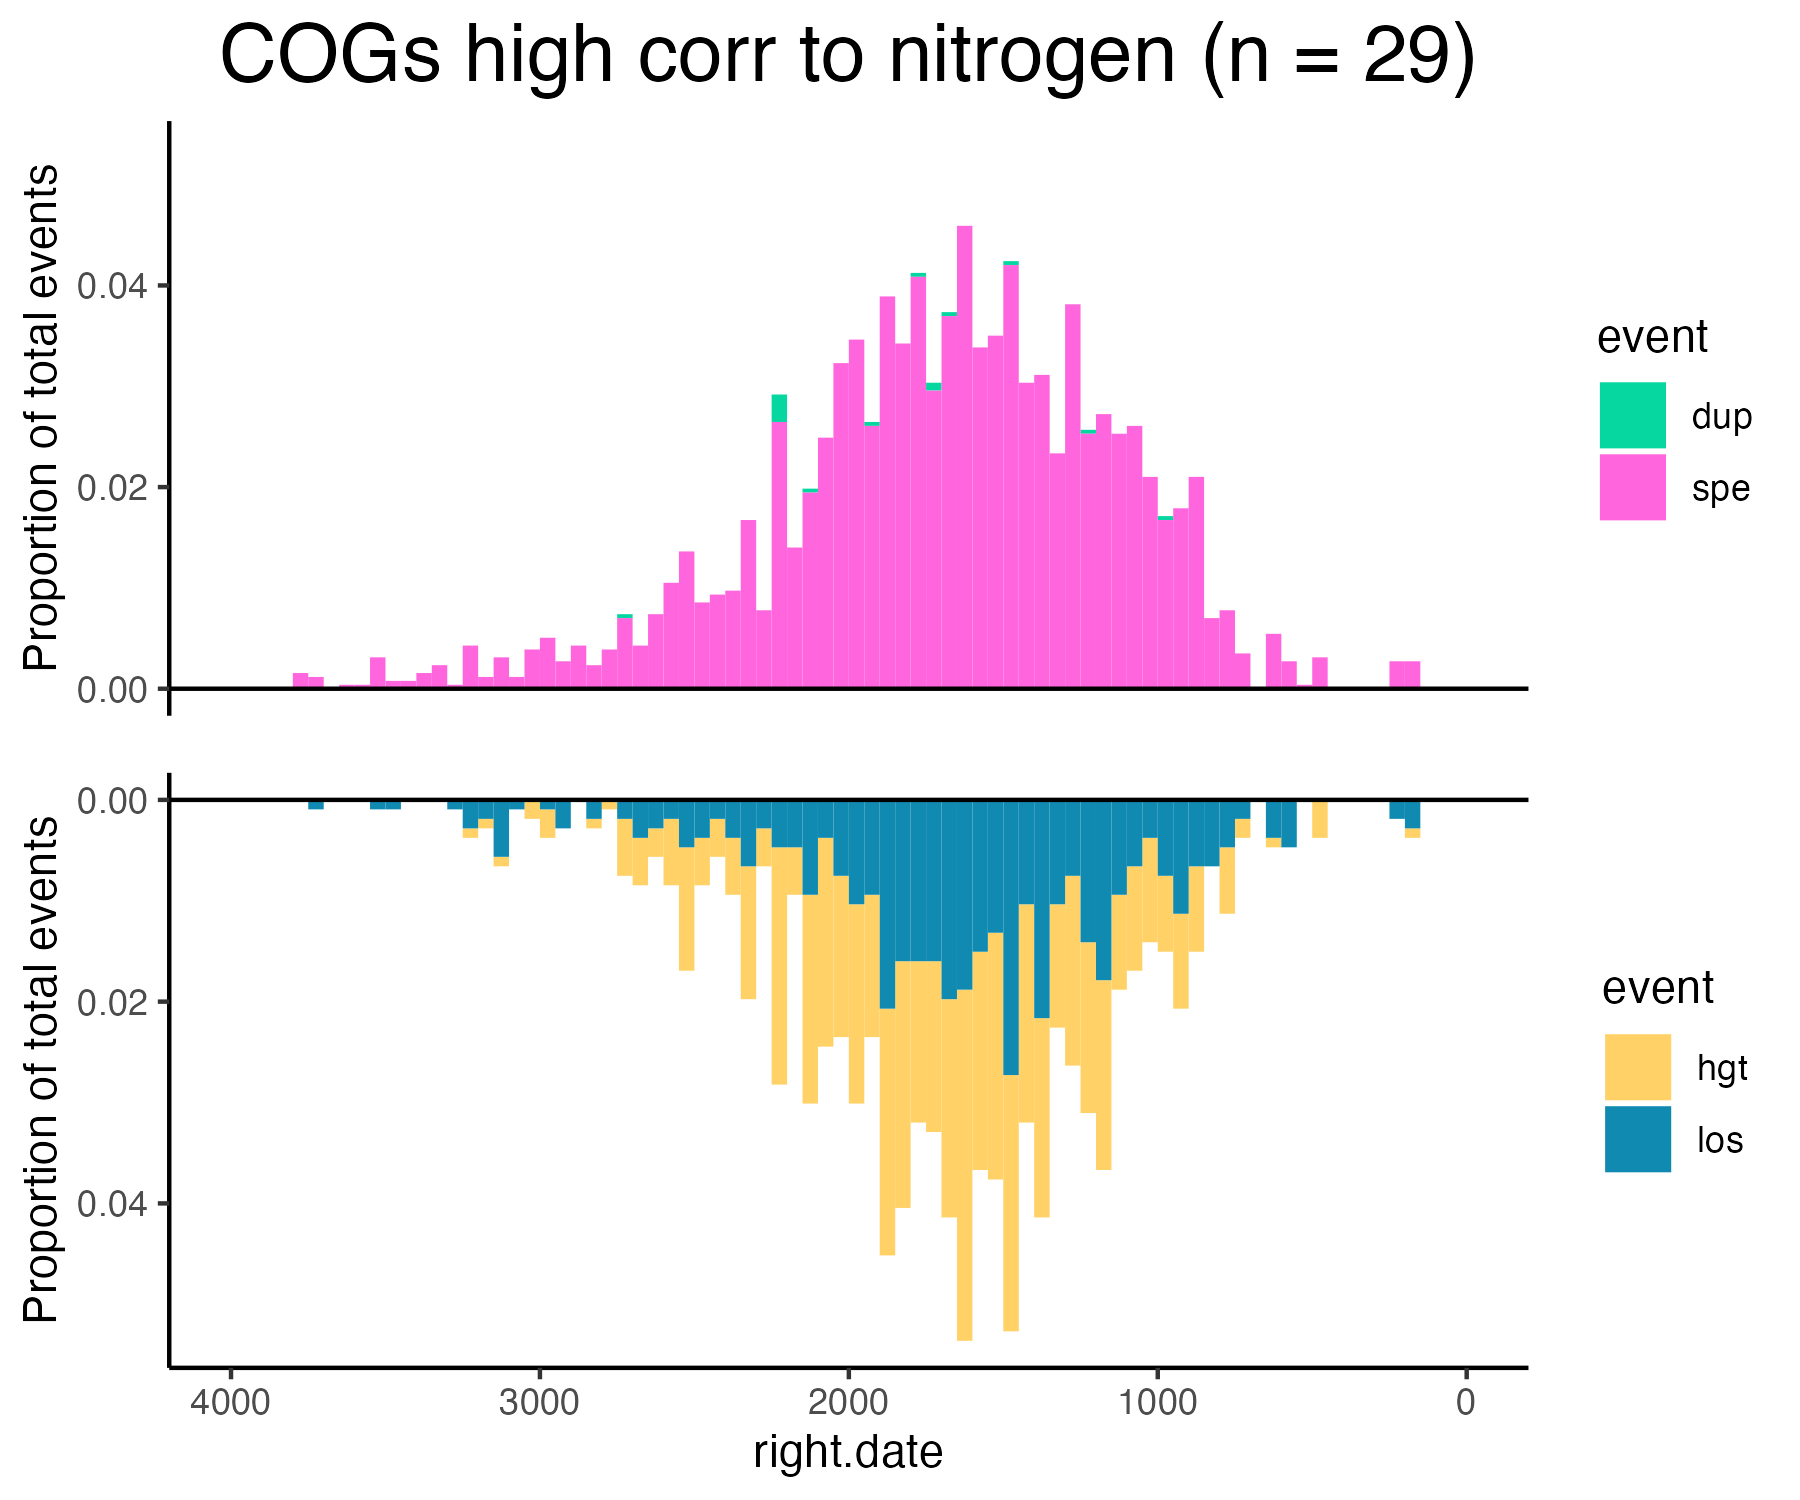 COGs high corr to nitrogen (n = 29)
Proportion of total events
0.04
0.02
0.00
event
dup
spe
Proportion of total events
0.00
0.02
0.04
event
hgt
los
4000 3000 2000 1000 0
right.date